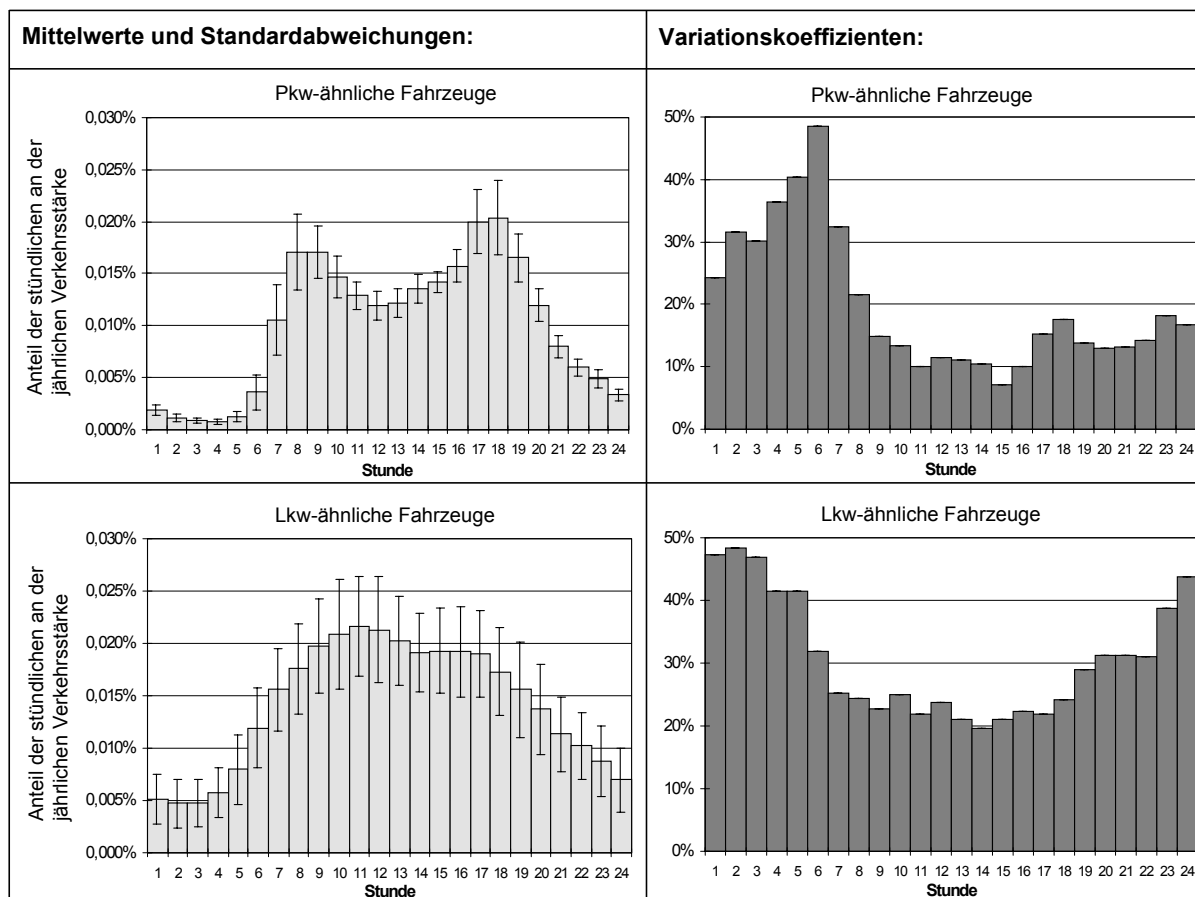 Mittelwerte und Standardabweichungen:
Variationskoeffizienten:
Pkw-ähnliche Fahrzeuge
Anteil der stündlichen an der
jährlichen Verkehrsstärke
0,030%
0,025%
0,020%
0,015%
0,010%
0,005%
0,000%
1 2 3 4 5 6 7 8 9 10 11 12 13 14 15 16 17 18 19 20 21 22 23 24
Stunde
Pkw-ähnliche Fahrzeuge
50%
40%
30%
20%
10%
0%
1 2 3 4 5 6 7 8 9 10 11 12 13 14 15 16 17 18 19 20 21 22 23 24
Stunde
Lkw-ähnliche Fahrzeuge
Anteil der stündlichen an der
jährlichen Verkehrsstärke
0,030%
0,025%
0,020%
0,015%
0,010%
0,005%
0,000%
1 2 3 4 5 6 7 8 9 10 11 12 13 14 15 16 17 18 19 20 21 22 23 24
Stunde
Lkw-ähnliche Fahrzeuge
50%
40%
30%
20%
10%
0%
1 2 3 4 5 6 7 8 9 10 11 12 13 14 15 16 17 18 19 20 21 22 23 24
Stunde